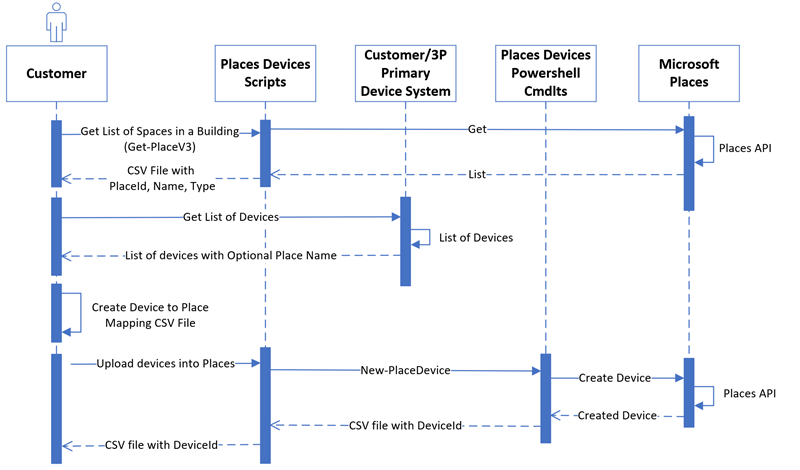 Customer
Places Devices
Scripts
Customer/3P
Primary
Device System
Places Devices
Powershell
Cmdlts
Microsoft
Places
Get List of Spaces in a Building
(Get-PlaceV3)
Get
Places API
CSV File with
PlaceId, Name, Type
List
Get List of Devices
List of Devices
List of devices with Optional Place Name
Create Device to Place
Mapping CSV File
Upload devices into Places
New-PlaceDevice
Create Device
Places API
Created Device
CSV file with DeviceId
CSV file with DeviceId